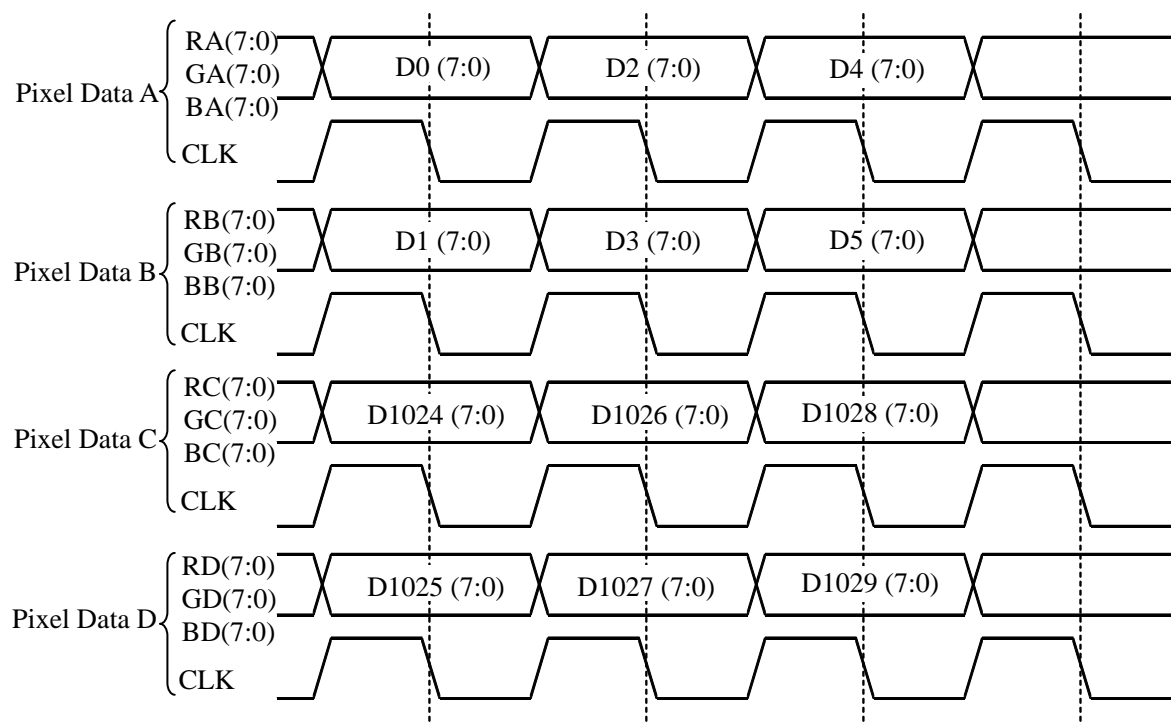 RA(7:0)
GA(7:0)
BA(7:0)
Pixel Data A
CLK
D0 (7:0)
D2 (7:0)
D4 (7:0)
RB(7:0)
GB(7:0)
BB(7:0)
Pixel Data B
CLK
D1 (7:0)
D3 (7:0)
D5 (7:0)
RC(7:0)
GC(7:0)
BC(7:0)
Pixel Data C
CLK
D1024 (7:0)
D1026 (7:0)
D1028 (7:0)
RD(7:0)
GD(7:0)
BD(7:0)
Pixel Data D
CLK
D1025 (7:0)
D1027 (7:0)
D1029 (7:0)